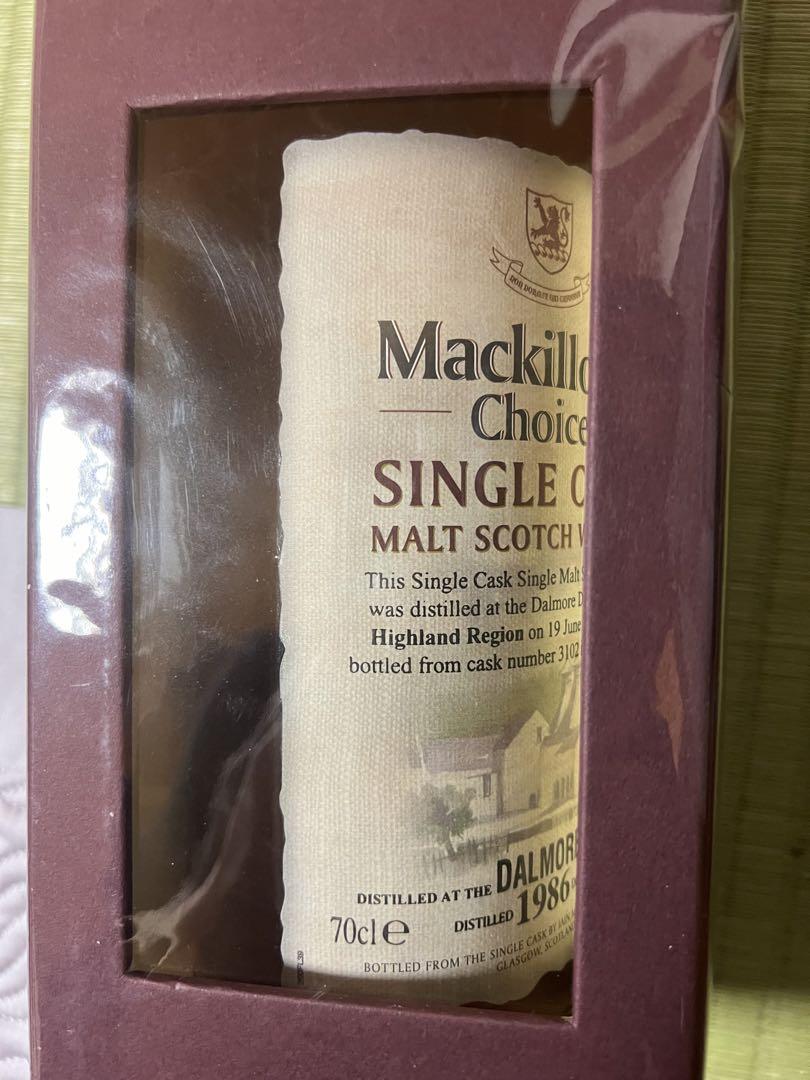 Mackillo
Choice
SINGLE C
MALT SCOTCH W
This Single Cask Single Malt S
was distilled at the Dalmore D
Highland Region on 19 June
bottled from cask number 3102
DISTILLED AT THE DALMORE
70cl e DISTILLED 1986
BOTTLED FROM THE SINGLE CASK BY IAIN
GLASGOW, SCOTLAN